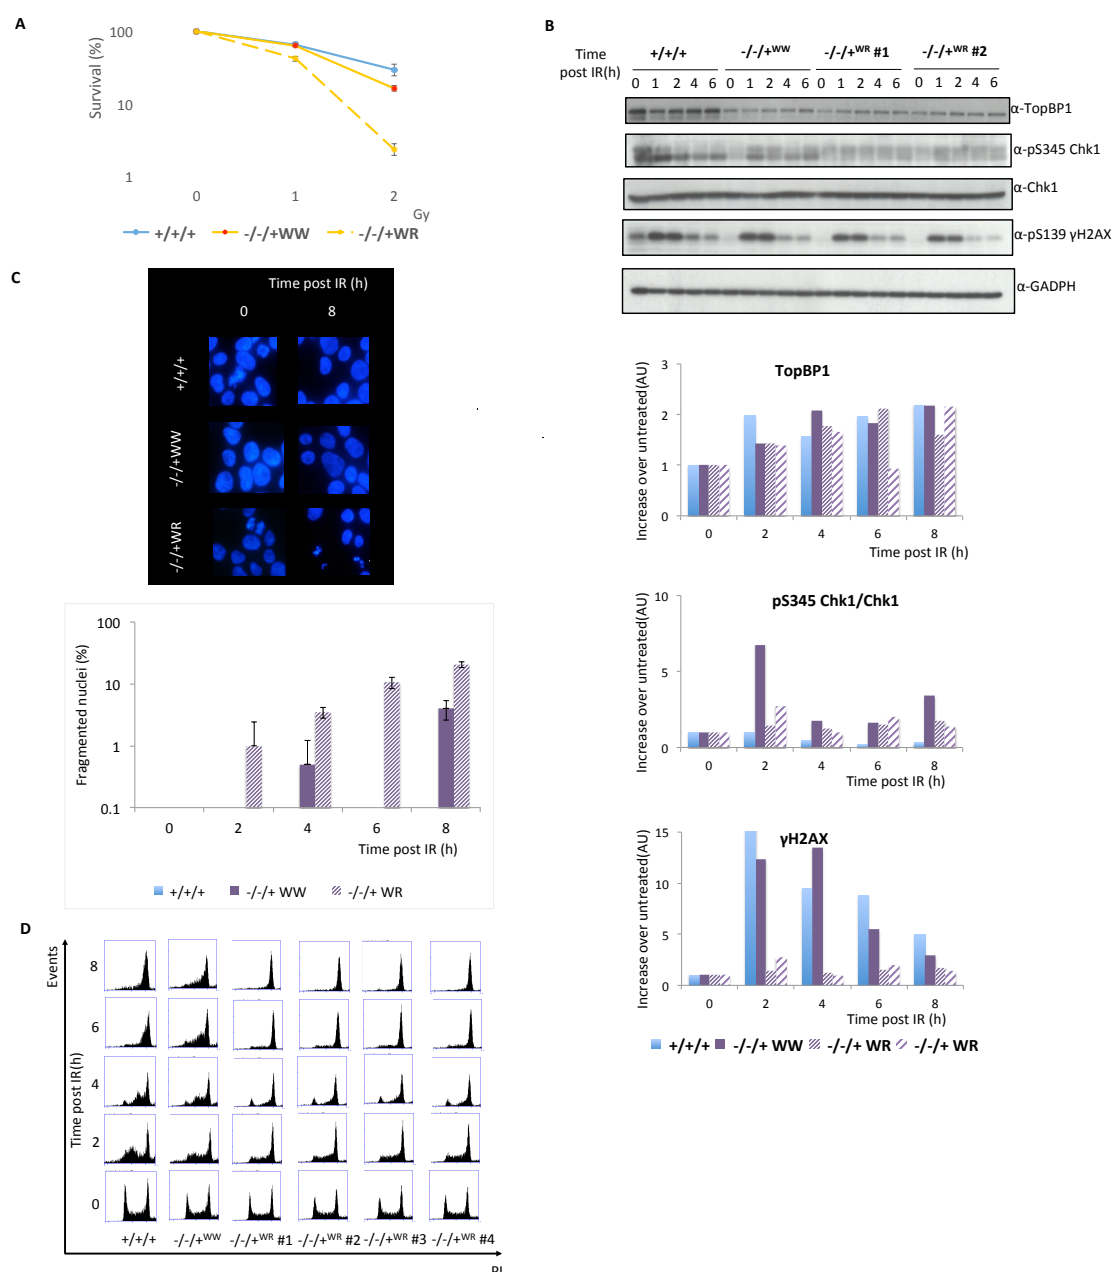 A
Survival (%)
100
10
1
0
1
2
Gy
+/+/+
-/-/+WW
-/-/+WR
B
Time
post IR(h)
+/+/+
-/-/+WW
-/-/+WR #1
-/-/+WR #2
0 1 2 4 6 0 1 2 4 6 0 1 2 4 6 0 1 2 4 6
α-TopBP1
α-pS345 Chk1
α-Chk1
α-pS139 γH2AX
α-GADPH
TopBP1
Increase over untreated(AU)
3
2
1
0
0 2 4 6 8
Time post IR (h)
pS345 Chk1/Chk1
Increase over untreated(AU)
10
5
0
0 2 4 6 8
Time post IR (h)
γH2AX
Increase over untreated(AU)
15
10
5
0
0 2 4 6 8
Time post IR (h)
+/+/+ -/-/+ WW -/-/+ WR -/-/+ WR
C
Time post IR (h)
0 8
+/+/+
-/-/+WW
-/-/+WR
Fragmented nuclei (%)
100
10
1
0.1
0 2 4 6 8
Time post IR (h)
+/+/+ -/-/+ WW -/-/+ WR
D
Events
Time post IR(h)
8
6
4
2
0
+/+/+ -/-/+WW -/-/+WR #1 -/-/+WR #2 -/-/+WR #3 -/-/+WR #4